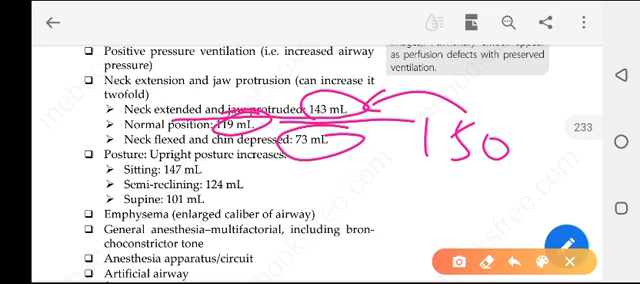 Positive pressure ventilation (i.e. increased airway
pressure)
Neck extension and jaw protrusion (can increase it
twofold)
Neck extended and jaw protruded: 143 mL
Normal position: 119 mL
Neck flexed and chin depressed: 73 mL
Posture: Upright posture increases:
Sitting: 147 mL
Semi-reclining: 124 mL
Supine: 101 mL
Emphysema (enlarged caliber of airway)
General anesthesia–multifactorial, including bron-
choconstrictor tone
Anesthesia apparatus/circuit
Artificial airway
as perfusion defects with preserved
ventilation.
150
233